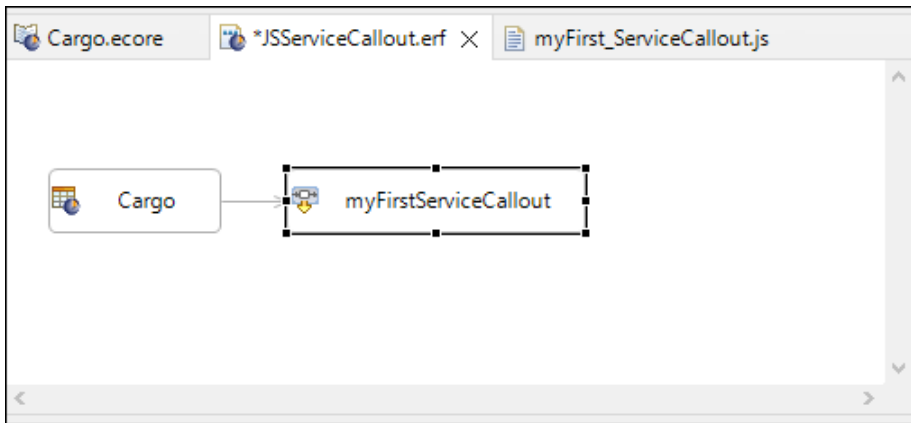 Cargo.ecore
*JSServiceCallout.erf
myFirst_ServiceCallout.js
Cargo
myFirstServiceCallout